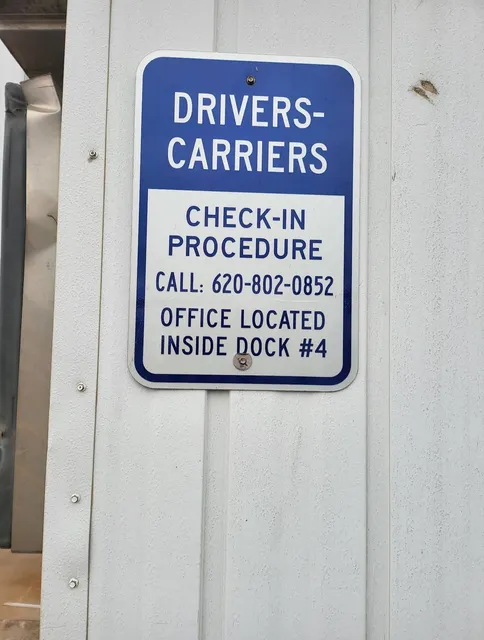 DRIVERS-
CARRIERS
CHECK-IN
PROCEDURE
CALL: 620-802-0852
OFFICE LOCATED
INSIDE DOCK #4